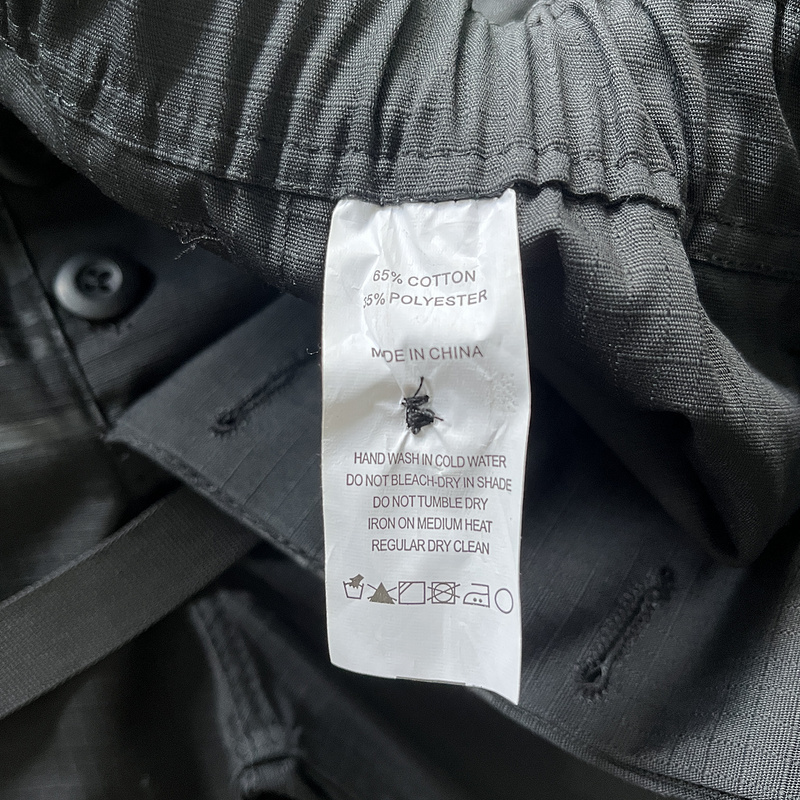 65% COTTON
35% POLYESTER
MADE IN CHINA
HAND WASH IN COLD WATER
DO NOT BLEACH-DRY IN SHADE
DO NOT TUMBLE DRY
IRON ON MEDIUM HEAT
REGULAR DRY CLEAN